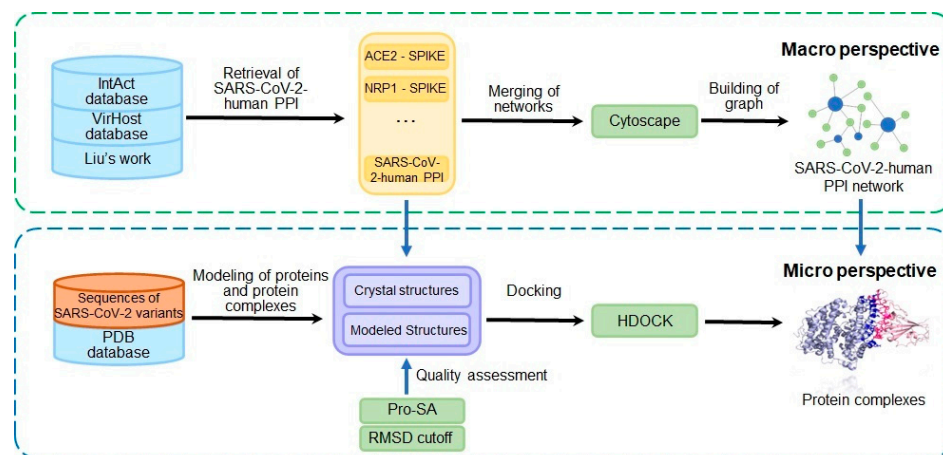 IntAct
database
VirHost
database
Liu's work
Retrieval of
SARS-CoV-2-
human PPI
ACE2 - SPIKE
NRP1 - SPIKE
...
SARS-CoV-
2-human PPI
Merging of
networks
Cytoscape
Building of
graph
Macro perspective
SARS-CoV-2-human
PPI network
Sequences of
SARS-CoV-2 variants
PDB
database
Modeling of proteins
and protein
complexes
Crystal structures
Modeled Structures
Quality assessment
Pro-SA
RMSD cutoff
Docking
HDOCK
Micro perspective
Protein complexes